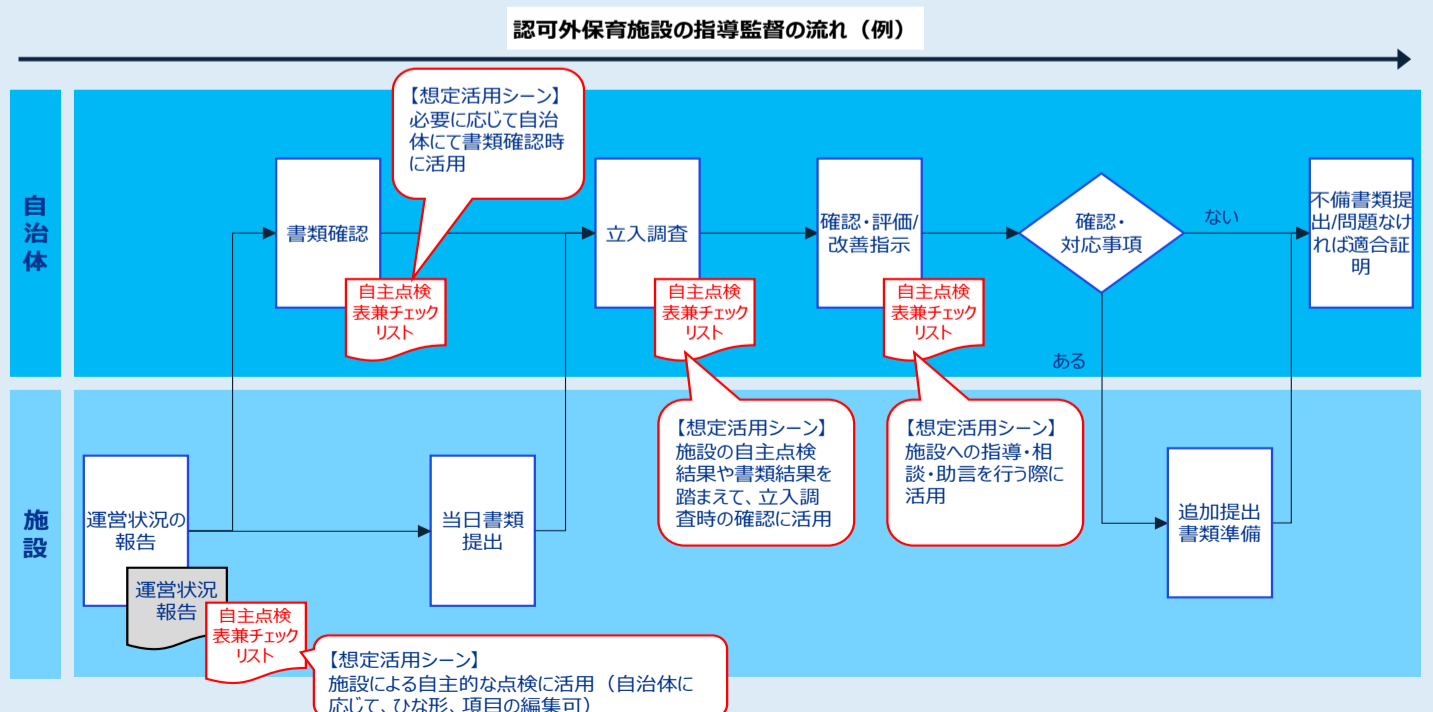 認可外保育施設の指導監督の流れ（例）
【想定活用シーン】
必要に応じて自治
体にて書類確認時
に活用
自
治
体
書類確認
自主点検
表兼チェック
リスト
立入調査
自主点検
表兼チェック
リスト
確認・評価/
改善指示
自主点検
表兼チェック
リスト
確認・
対応事項
ない
ある
不備書類提
出/問題なけ
れば適合証
明
施
設
運営状況の
報告
運営状況
報告
自主点検
表兼チェック
リスト
【想定活用シーン】
施設による自主的な点検に活用（自治体に
応じて、ひな形、項目の編集可）
当日書類
提出
【想定活用シーン】
施設の自主点検
結果や書類結果を
踏まえて、立入調
査時の確認に活用
【想定活用シーン】
施設への指導・相
談・助言を行う際に
活用
追加提出
書類準備